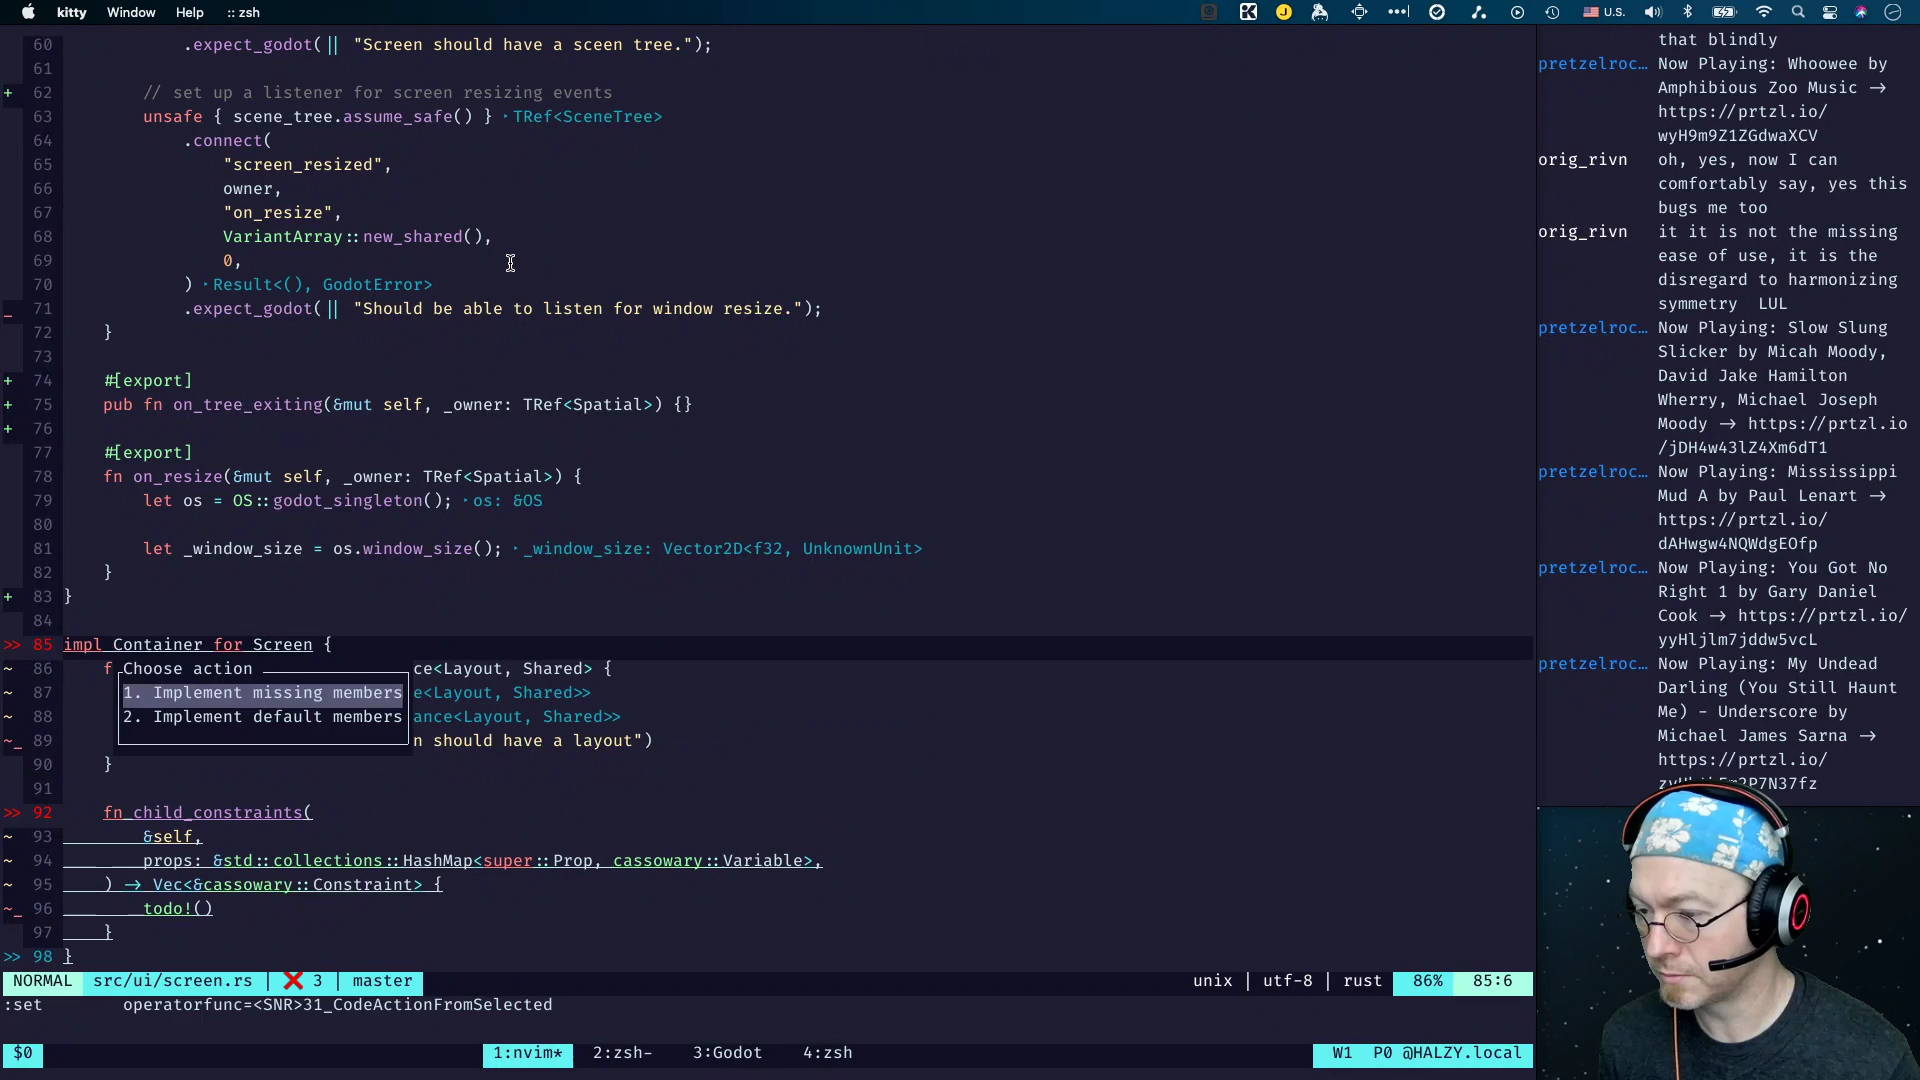 kitty Window Help :: zsh
U.S.
60 .expect_godot(|| "Screen should have a sceen tree.");
61
+ 62 // set up a listener for screen resizing events
63 unsafe { scene_tree.assume_safe() } ‣TRef<SceneTree>
64 .connect(
65 "screen_resized",
66 owner,
67 "on_resize",
68 VariantArray::new_shared(),
69 0,
70 ) ‣Result<(), GodotError>
_ 71 .expect_godot(|| "Should be able to listen for window resize.");
72 }
73
+ 74 #[export]
+ 75 pub fn on_tree_exiting(&mut self, _owner: TRef<Spatial>) {}
+ 76
77 #[export]
78 fn on_resize(&mut self, _owner: TRef<Spatial>) {
79 let os = OS::godot_singleton(); ‣os: &OS
80
81 let _window_size = os.window_size(); ‣_window_size: Vector2D<f32, UnknownUnit>
82 }
+ 83 }
84
>> 85 impl Container for Screen {
~ 86 f ce<Layout, Shared> {
Choose action
~ 87 e<Layout, Shared>>
1. Implement missing members
~ 88 ance<Layout, Shared>>
2. Implement default members
~_ 89 n should have a layout")
90 }
91
>> 92 fn child_constraints(
~ 93 &self,
~ 94 props: &std::collections::HashMap<super::Prop, cassowary::Variable>,
~ 95 ) -> Vec<&cassowary::Constraint> {
~_ 96 todo!()
97 }
>> 98 }
NORMAL src/ui/screen.rs | ❌ 3 | master unix | utf-8 | rust 86% 85:6
:set operatorfunc=<SNR>31_CodeActionFromSelected
$0 1:nvim* 2:zsh- 3:Godot 4:zsh W1 P0 @HALZY.local
that blindly
pretzelroc… Now Playing: Whoowee by
Amphibious Zoo Music ->
https://prtzl.io/
wyH9m9Z1ZGdwaXCV
orig_rivn oh, yes, now I can
comfortably say, yes this
bugs me too
orig_rivn it it is not the missing
ease of use, it is the
disregard to harmonizing
symmetry LUL
pretzelroc… Now Playing: Slow Slung
Slicker by Micah Moody,
David Jake Hamilton
Wherry, Michael Joseph
Moody -> https://prtzl.io
/jDH4w43lZ4Xm6dT1
pretzelroc… Now Playing: Mississippi
Mud A by Paul Lenart ->
https://prtzl.io/
dAHwgw4NQWdgEOfp
pretzelroc… Now Playing: You Got No
Right 1 by Gary Daniel
Cook -> https://prtzl.io/
yyHljlm7jddw5vcL
pretzelroc… Now Playing: My Undead
Darling (You Still Haunt
Me) - Underscore by
Michael James Sarna ->
https://prtzl.io/